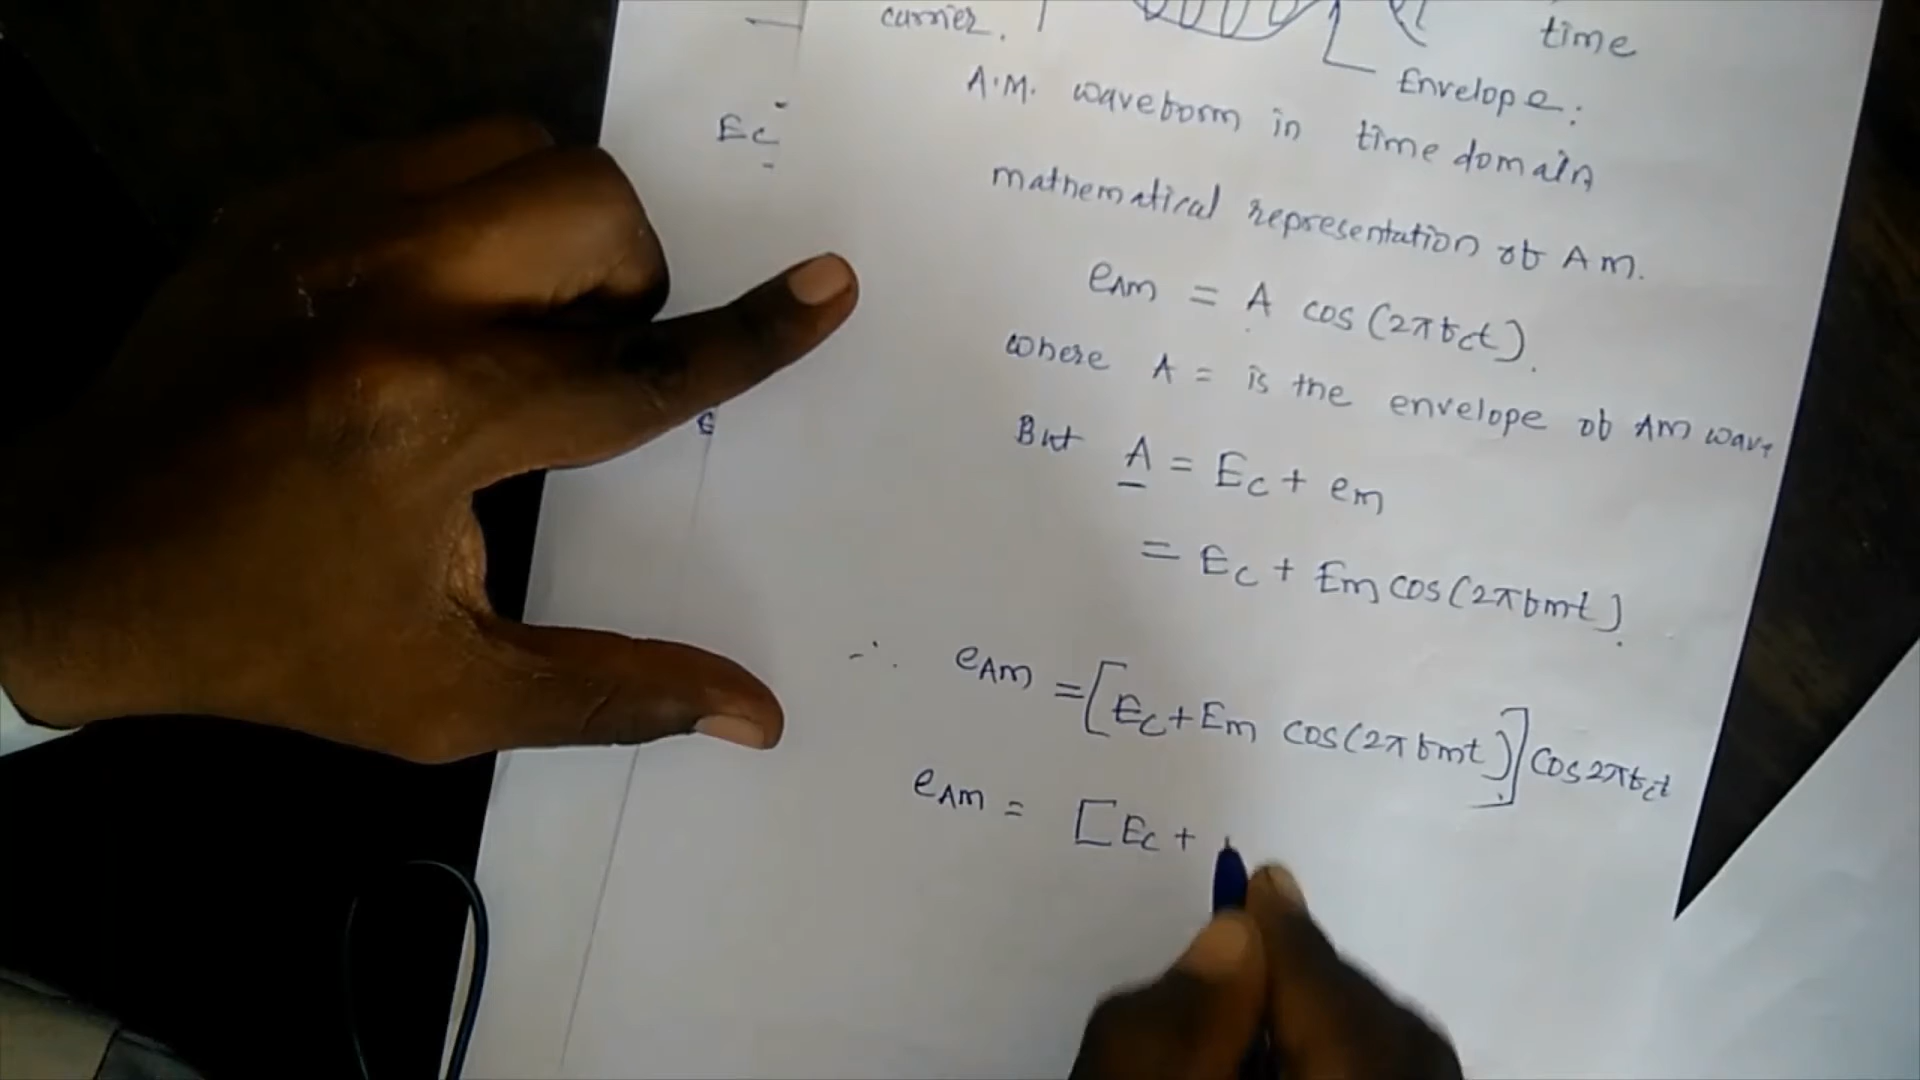 carrier.
time
Envelope:
A.M. waveform in time domain
Ec
mathematical representation of AM.
eAm = A cos (2πfct).
where A = is the envelope of AM wave
But A = Ec + em
= Ec + Em cos (2πfmt).
∴ eAm = [Ec + Em cos (2πfmt)] cos 2πfct
eAm = [Ec +